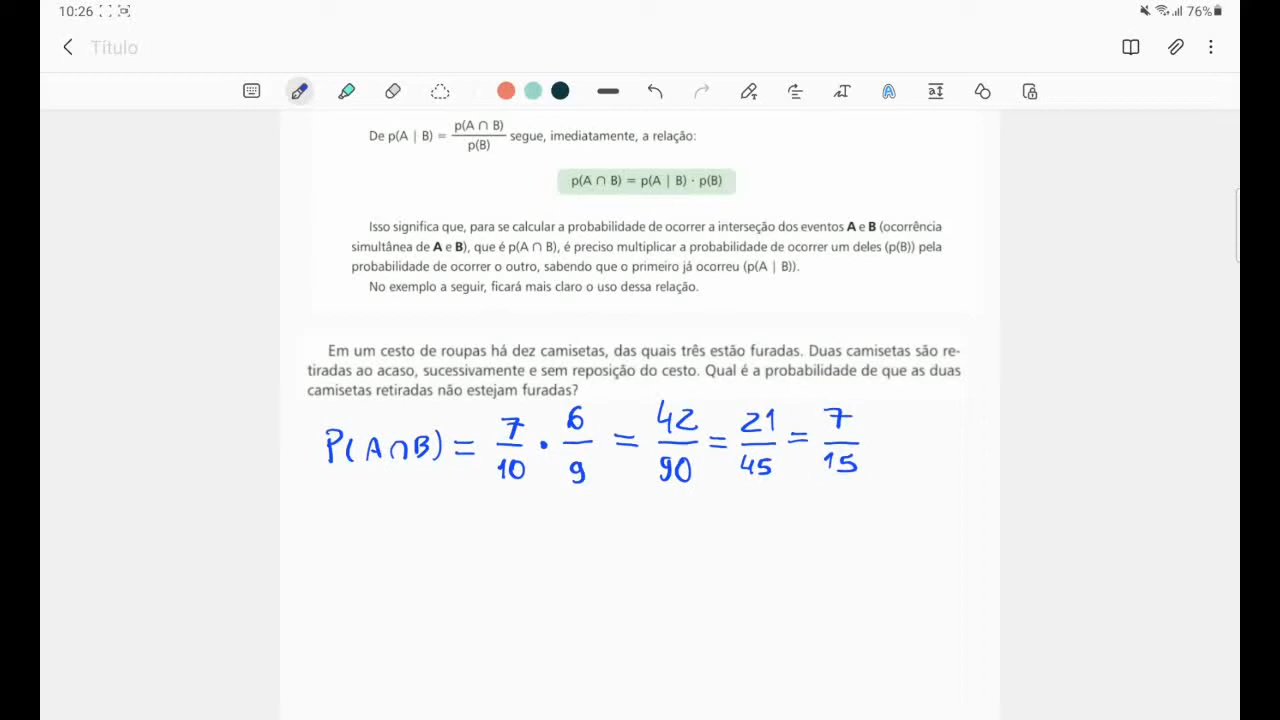 10:26 76%
Título
De p(A | B) = p(A ∩ B) / p(B) segue, imediatamente, a relação:
p(A ∩ B) = p(A | B) · p(B)
Isso significa que, para se calcular a probabilidade de ocorrer a interseção dos eventos A e B (ocorrência
simultânea de A e B), que é p(A ∩ B), é preciso multiplicar a probabilidade de ocorrer um deles (p(B)) pela
probabilidade de ocorrer o outro, sabendo que o primeiro já ocorreu (p(A | B)).
No exemplo a seguir, ficará mais claro o uso dessa relação.
Em um cesto de roupas há dez camisetas, das quais três estão furadas. Duas camisetas são re-
tiradas ao acaso, sucessivamente e sem reposição do cesto. Qual é a probabilidade de que as duas
camisetas retiradas não estejam furadas?
P(A∩B) = 7/10 · 6/9 = 42/90 = 21/45 = 7/15